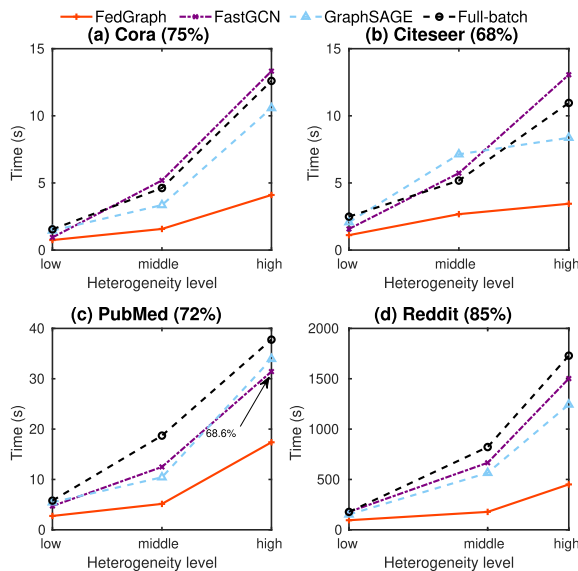 FedGraph FastGCN GraphSAGE Full-batch
(a) Cora (75%)
15
10
5
0
Time (s)
low middle high
Heterogeneity level
(b) Citeseer (68%)
15
10
5
0
Time (s)
low middle high
Heterogeneity level
(c) PubMed (72%)
40
30
20
10
0
Time (s)
68.6%
low middle high
Heterogeneity level
(d) Reddit (85%)
2000
1500
1000
500
0
Time (s)
low middle high
Heterogeneity level